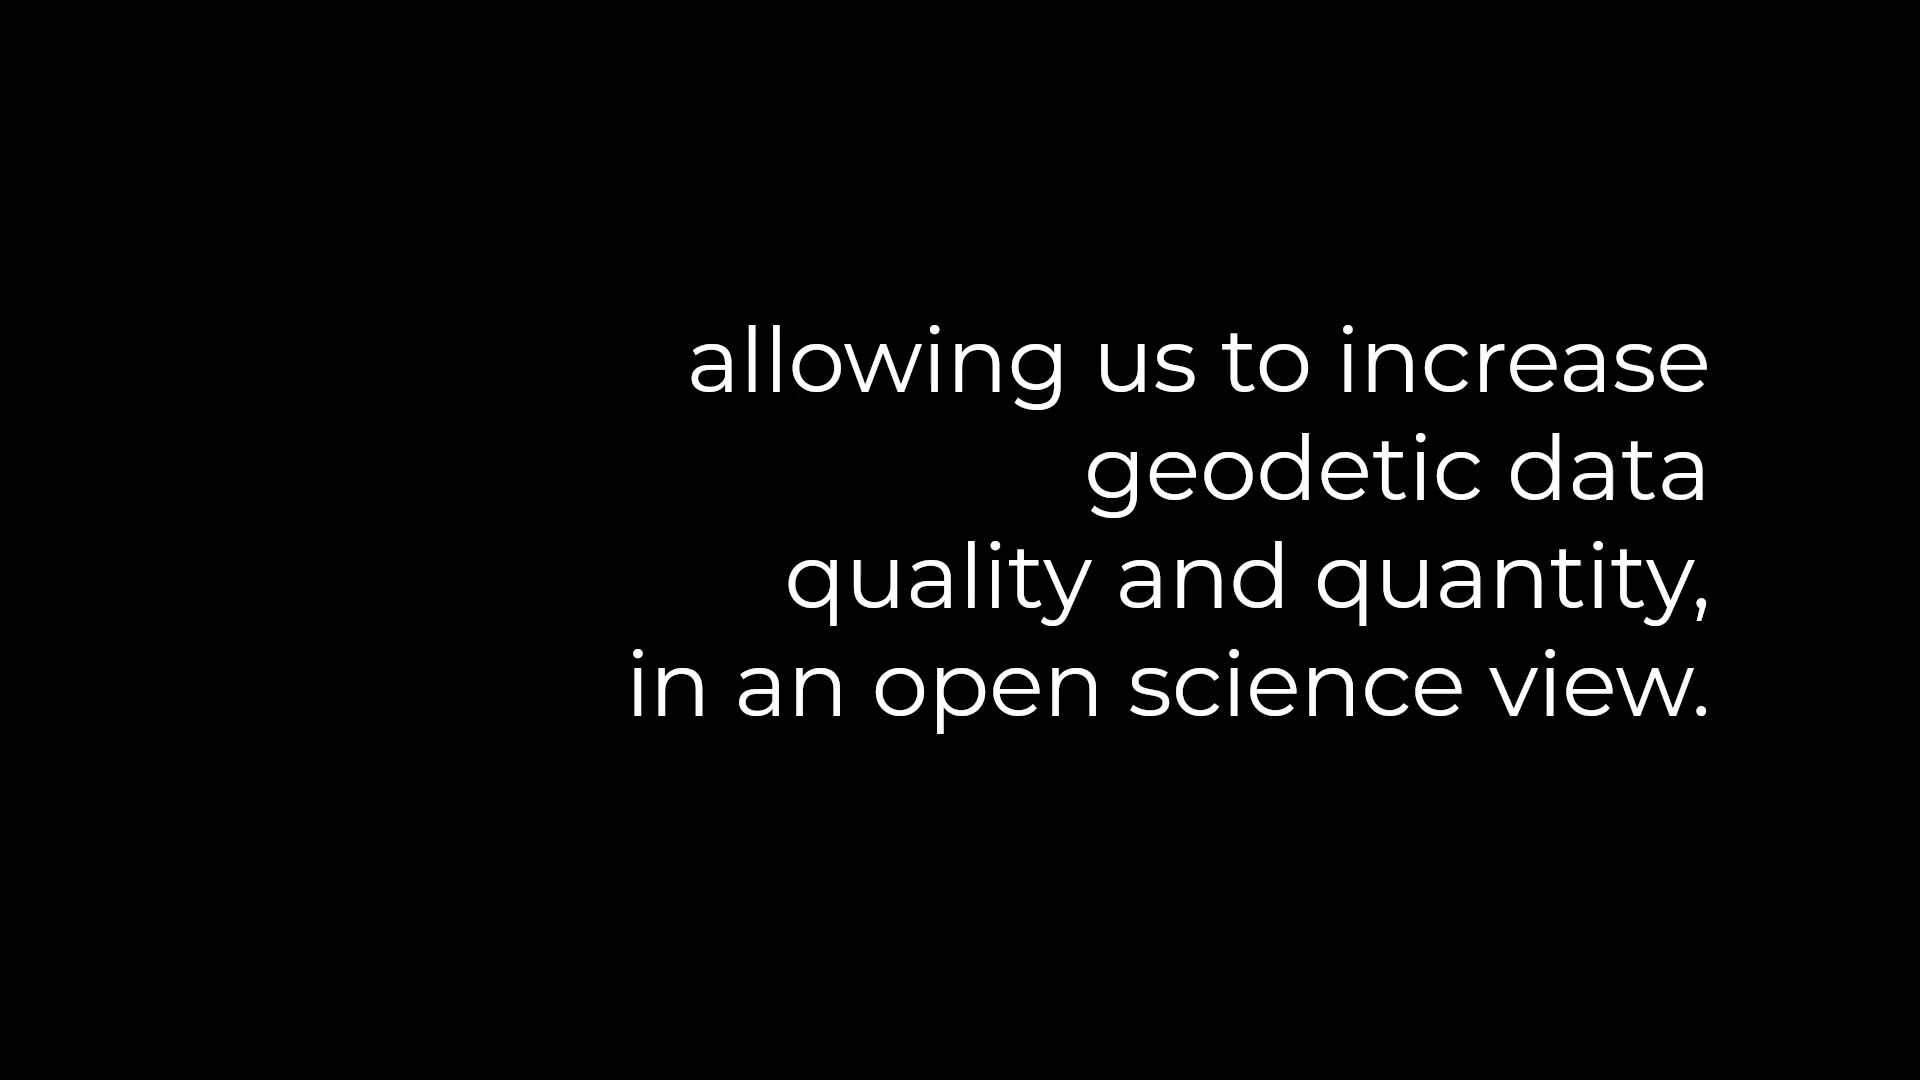 allowing us to increase
geodetic data
quality and quantity,
in an open science view.